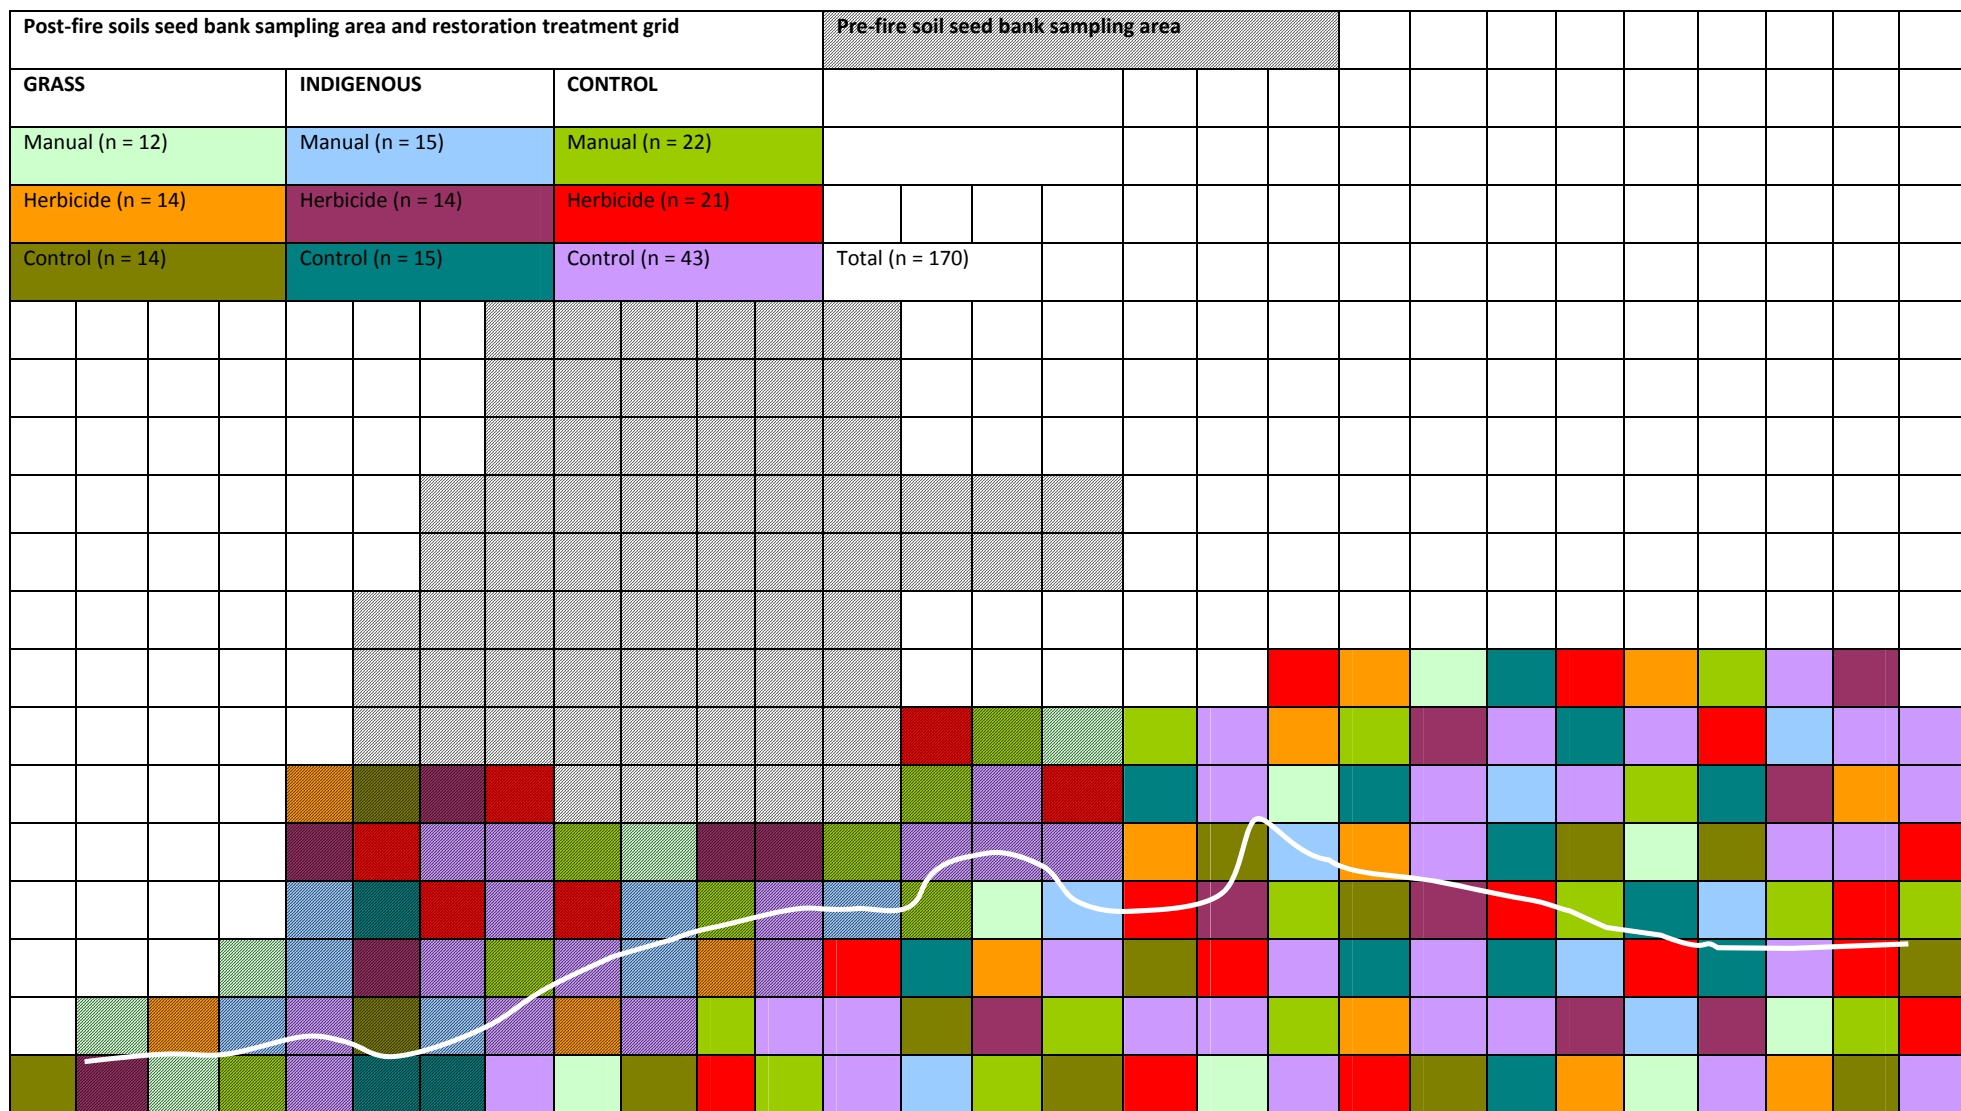 Post-fire soils seed bank sampling area and restoration treatment grid
Pre-fire soil seed bank sampling area
GRASS
INDIGENOUS
CONTROL
Manual (n = 12)
Manual (n = 15)
Manual (n = 22)
Herbicide (n = 14)
Herbicide (n = 14)
Herbicide (n = 21)
Control (n = 14)
Control (n = 15)
Control (n = 43)
Total (n = 170)